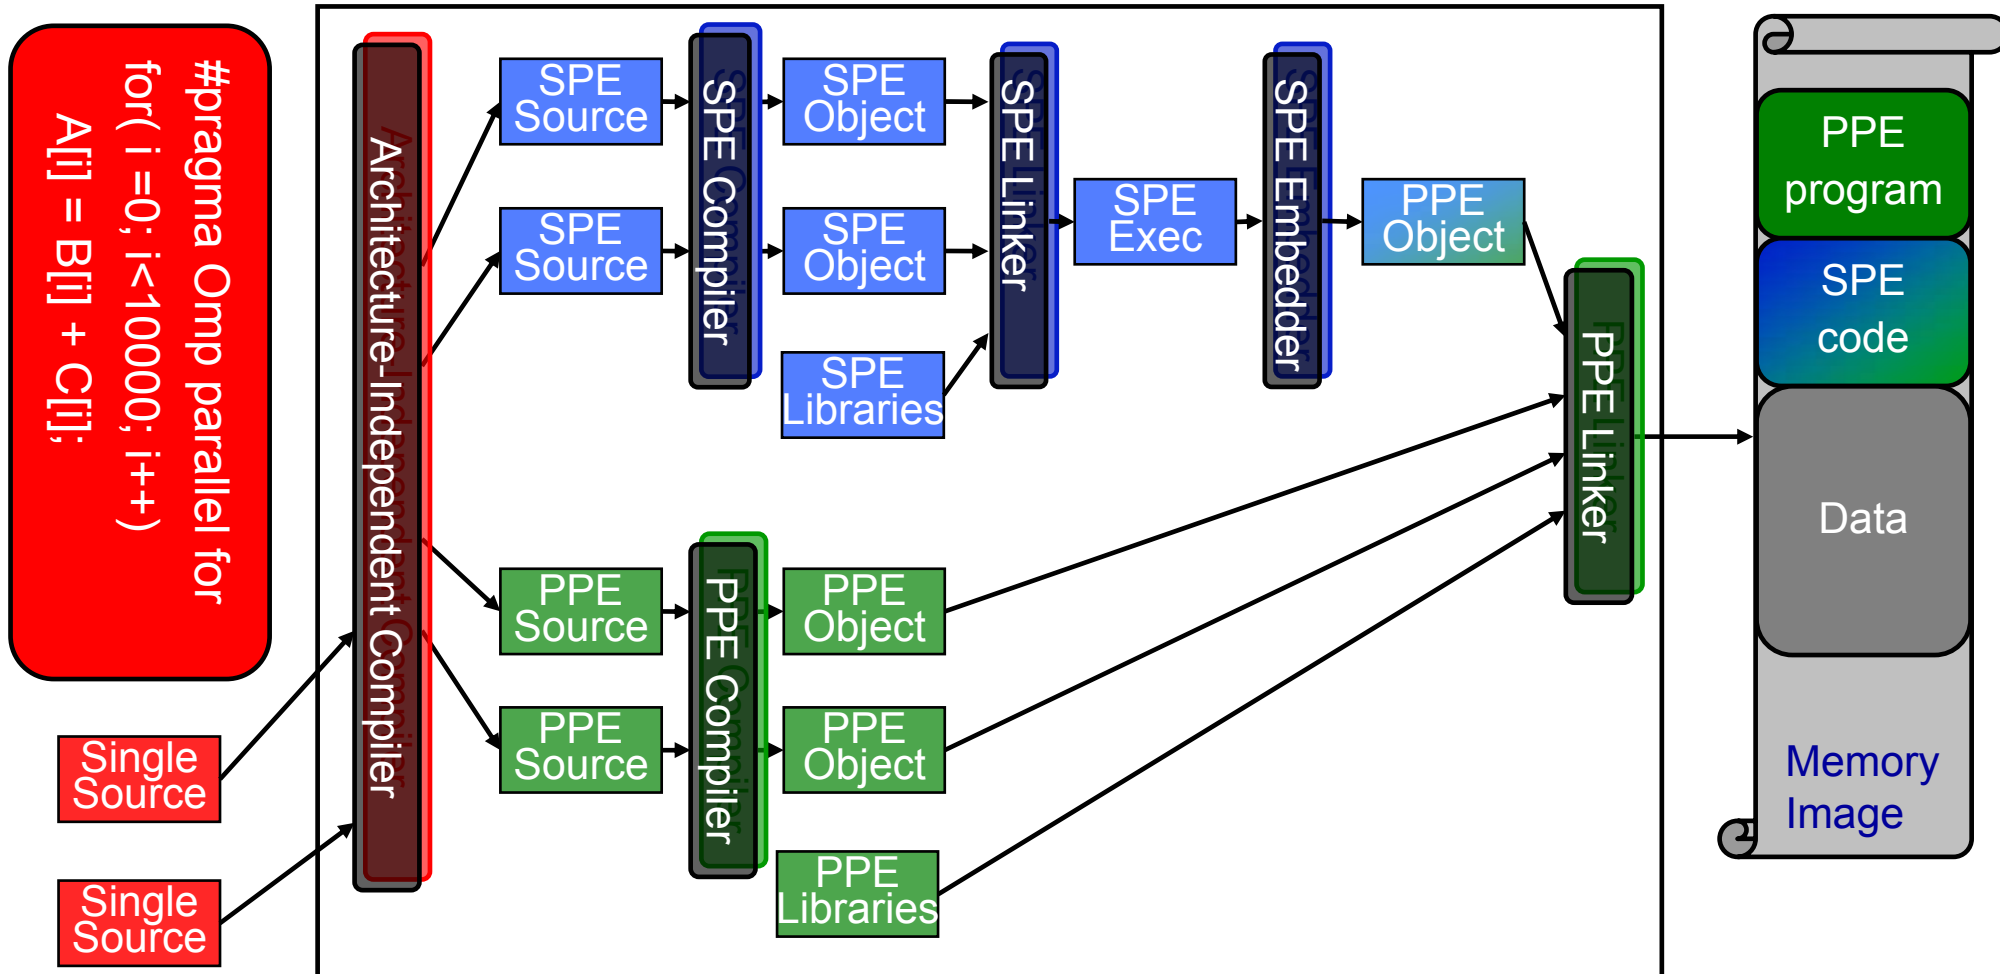 #pragma Omp parallel for
for( i =0; i<10000; i++)
A[i] = B[i] + C[i];
Single
Source
Single
Source
Architecture-Independent Compiler
SPE
Source
SPE
Source
PPE
Source
PPE
Source
SPE Compiler
PPE Compiler
SPE
Object
SPE
Object
SPE
Libraries
PPE
Object
PPE
Object
PPE
Libraries
SPE Linker
SPE
Exec
SPE Embedder
PPE
Object
PPE Linker
PPE
program
SPE
code
Data
Memory
Image